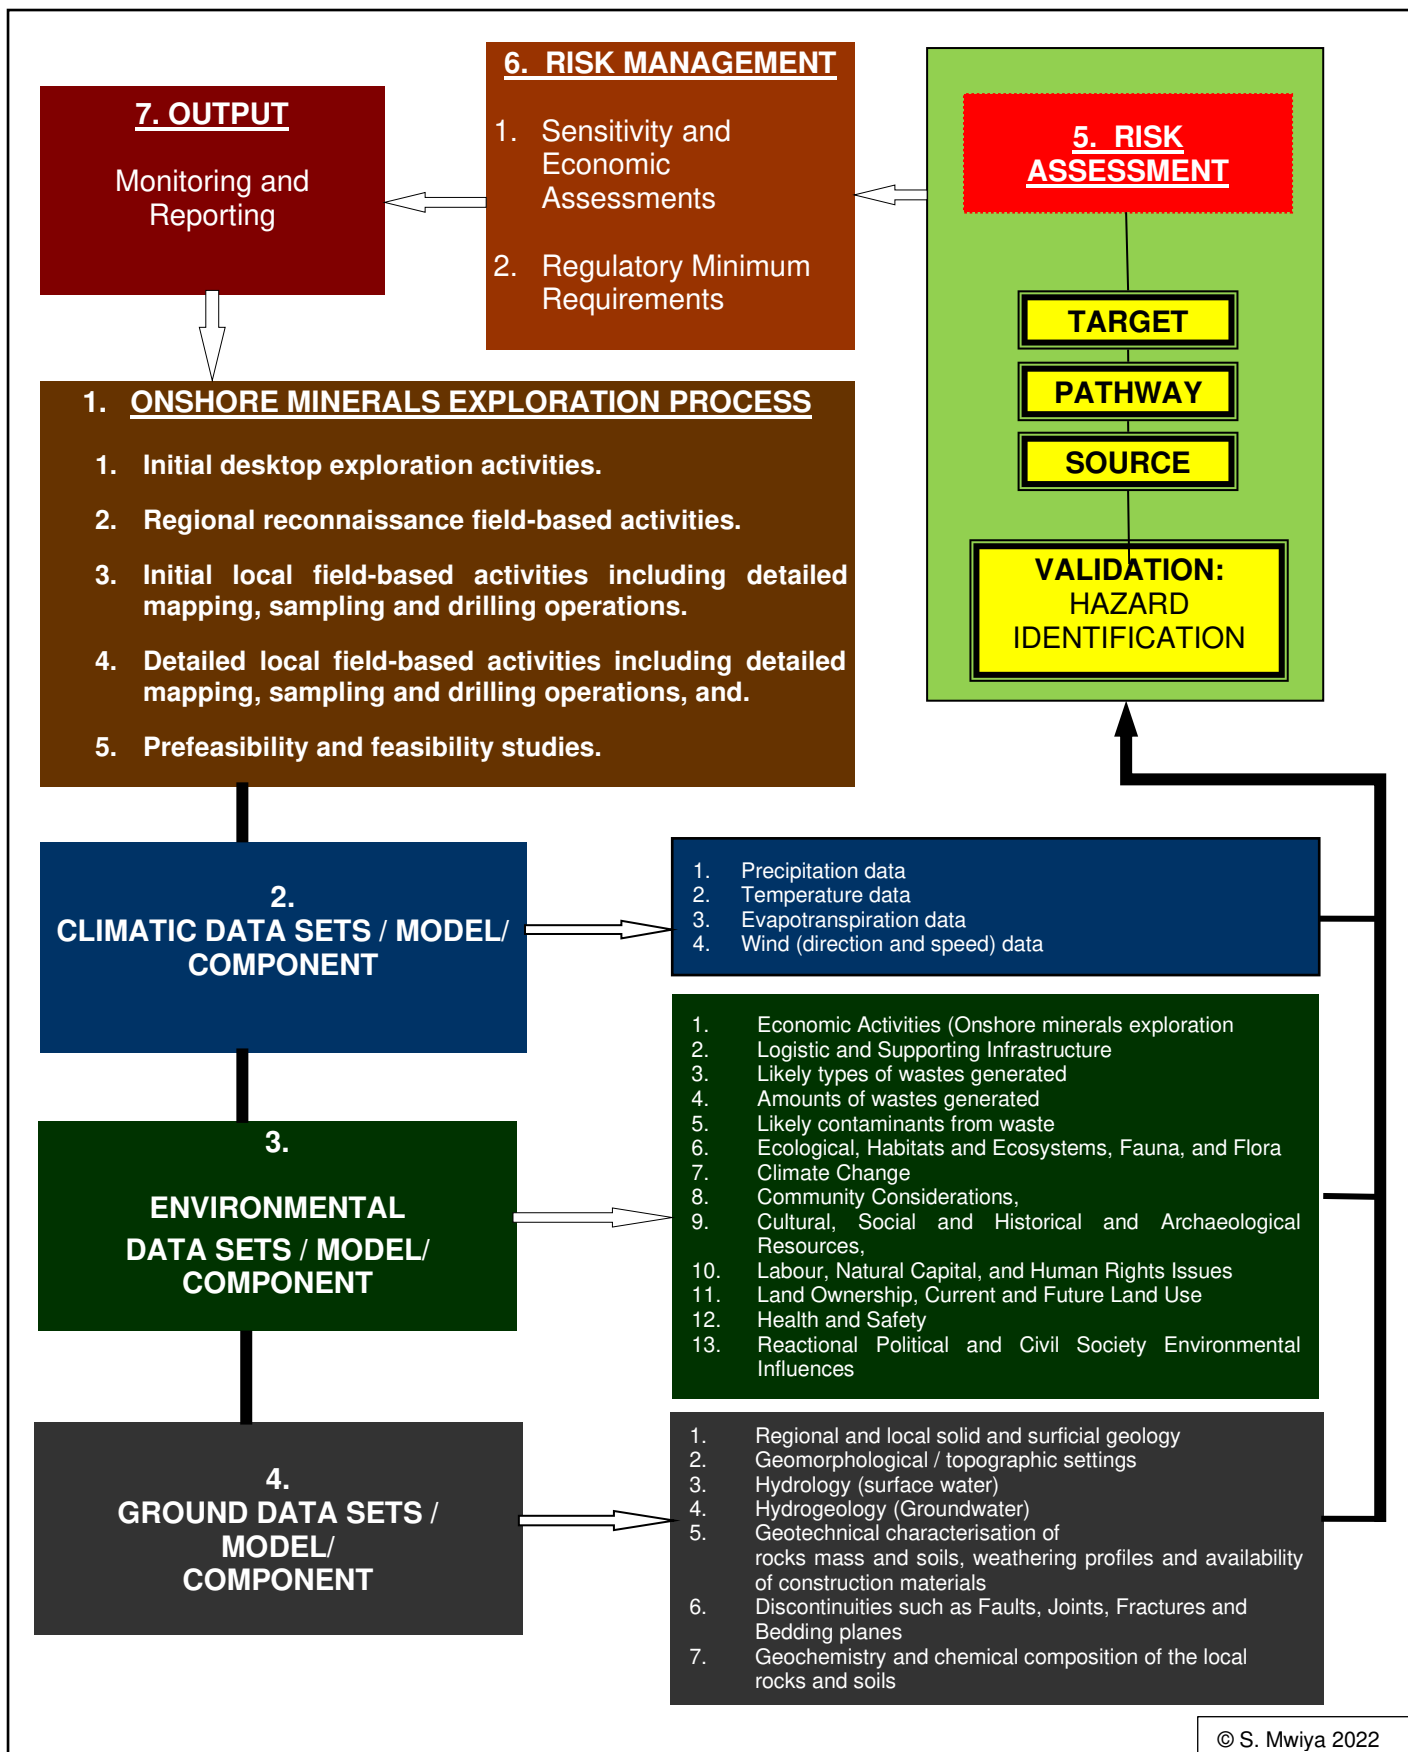 7. OUTPUT
Monitoring and
Reporting
6. RISK MANAGEMENT
1. Sensitivity and
Economic
Assessments
2. Regulatory Minimum
Requirements
5. RISK
ASSESSMENT
TARGET
PATHWAY
SOURCE
VALIDATION:
HAZARD
IDENTIFICATION
1. ONSHORE MINERALS EXPLORATION PROCESS
1. Initial desktop exploration activities.
2. Regional reconnaissance field-based activities.
3. Initial local field-based activities including detailed
mapping, sampling and drilling operations.
4. Detailed local field-based activities including detailed
mapping, sampling and drilling operations, and.
5. Prefeasibility and feasibility studies.
2.
CLIMATIC DATA SETS / MODEL/
COMPONENT
1. Precipitation data
2. Temperature data
3. Evapotranspiration data
4. Wind (direction and speed) data
3.
ENVIRONMENTAL
DATA SETS / MODEL/
COMPONENT
1. Economic Activities (Onshore minerals exploration
2. Logistic and Supporting Infrastructure
3. Likely types of wastes generated
4. Amounts of wastes generated
5. Likely contaminants from waste
6. Ecological, Habitats and Ecosystems, Fauna, and Flora
7. Climate Change
8. Community Considerations,
9. Cultural, Social and Historical and Archaeological
Resources,
10. Labour, Natural Capital, and Human Rights Issues
11. Land Ownership, Current and Future Land Use
12. Health and Safety
13. Reactional Political and Civil Society Environmental
Influences
4.
GROUND DATA SETS /
MODEL/
COMPONENT
1. Regional and local solid and surficial geology
2. Geomorphological / topographic settings
3. Hydrology (surface water)
4. Hydrogeology (Groundwater)
5. Geotechnical characterisation of
rocks mass and soils, weathering profiles and availability
of construction materials
6. Discontinuities such as Faults, Joints, Fractures and
Bedding planes
7. Geochemistry and chemical composition of the local
rocks and soils
© S. Mwiya 2022